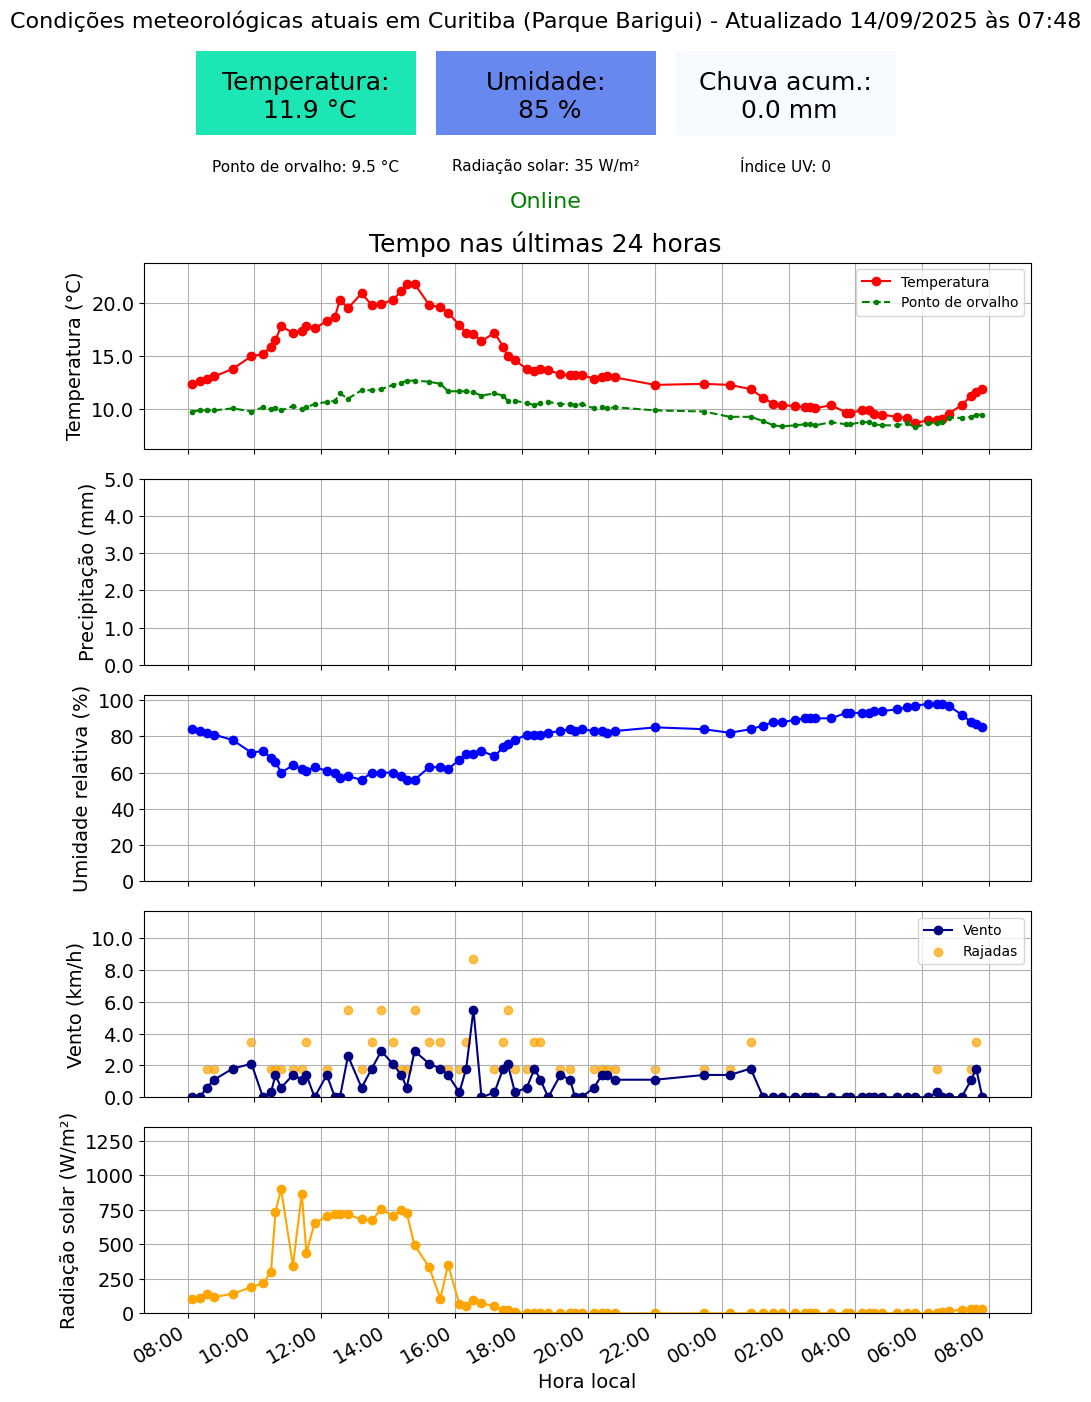 Condições meteorológicas atuais em Curitiba (Parque Barigui) - Atualizado 14/09/2025 às 07:48
Temperatura:
11.9 °C
Umidade:
85 %
Chuva acum.:
0.0 mm
Ponto de orvalho: 9.5 °C
Radiação solar: 35 W/m²
Índice UV: 0
Online
Tempo nas últimas 24 horas
Temperatura (°C)
20.0
15.0
10.0
Temperatura
Ponto de orvalho
Precipitação (mm)
5.0
4.0
3.0
2.0
1.0
0.0
Umidade relativa (%)
100
80
60
40
20
0
Vento (km/h)
10.0
8.0
6.0
4.0
2.0
0.0
Vento
Rajadas
Radiação solar (W/m²)
1250
1000
750
500
250
0
08:00 10:00 12:00 14:00 16:00 18:00 20:00 22:00 00:00 02:00 04:00 06:00 08:00
Hora local